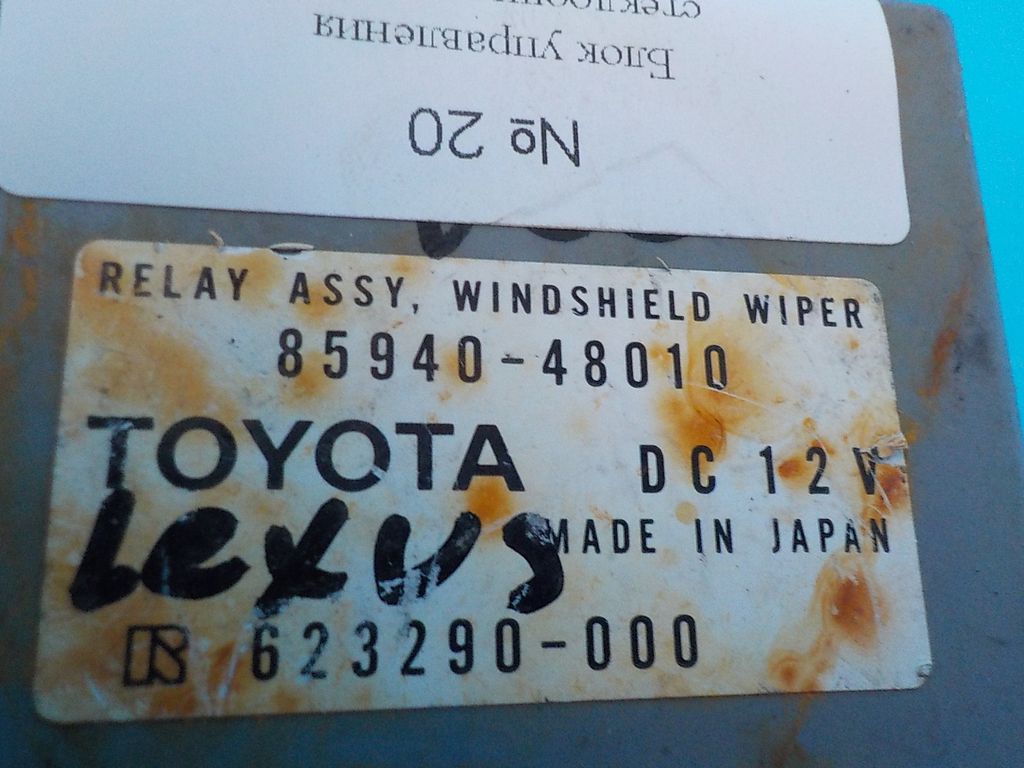 № 20
Блок управления
RELAY ASSY, WINDSHIELD WIPER
85940-48010
TOYOTA DC 12V
Lexus MADE IN JAPAN
R 623290-000